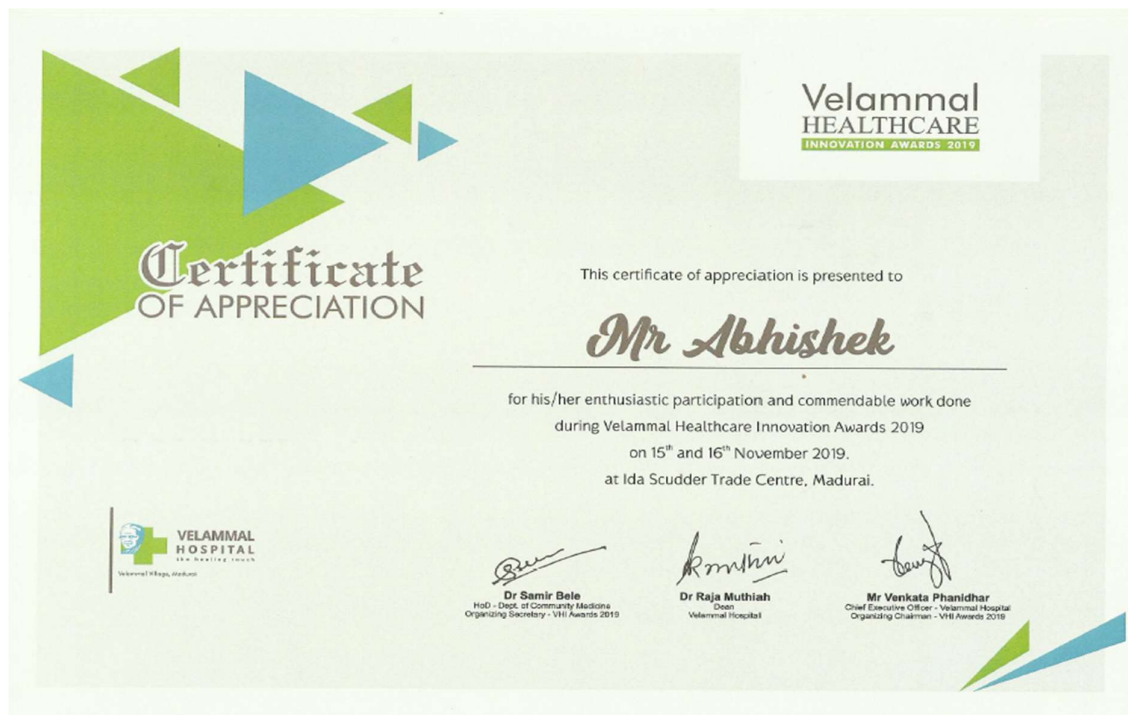 Velammal
HEALTHCARE
INNOVATION AWARDS 2019
Certificate
OF APPRECIATION
This certificate of appreciation is presented to
Mr Abhishek
for his/her enthusiastic participation and commendable work done
during Velammal Healthcare Innovation Awards 2019
on 15th and 16th November 2019.
at Ida Scudder Trade Centre, Madurai.
VELAMMAL
HOSPITAL
the healing touch
Velammal Village, Madurai
Dr Samir Bele
HoD - Dept. of Community Medicine
Organizing Secretary - VHI Awards 2019
Dr Raja Muthiah
Dean
Velammal Hospital
Mr Venkata Phanidhar
Chief Executive Officer - Velammal Hospital
Organizing Chairman - VHI Awards 2019